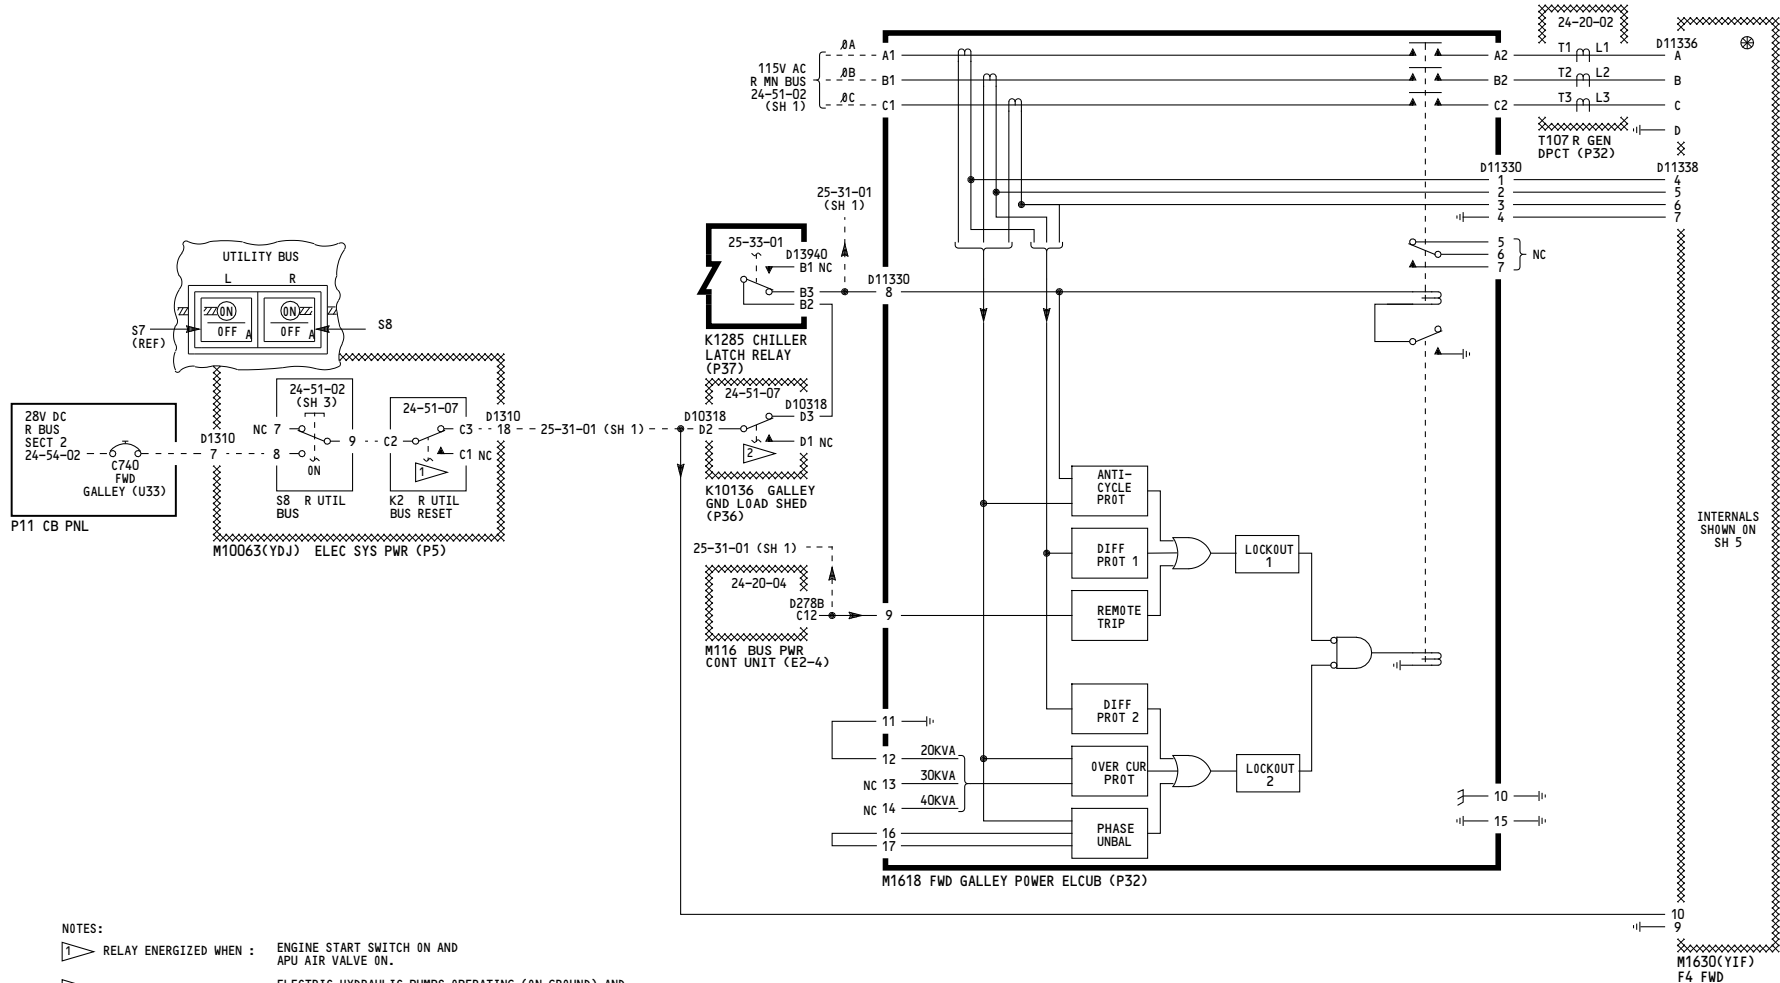 24-20-02
ØA
A1
A2
T1
L1
D11336
A
115V AC
R MN BUS
24-51-02
(SH 1)
ØB
B1
B2
T2
L2
B
ØC
C1
C2
T3
L3
C
D
T107 R GEN
DPCT (P32)
D11330
D11338
1
4
2
5
3
6
4
7
25-31-01
(SH 1)
25-33-01
D13940
B1 NC
B3
B2
D11330
8
5
6
7
NC
K1285 CHILLER
LATCH RELAY
(P37)
UTILITY BUS
L
R
ON
OFF
A
ON
OFF
A
S7
(REF)
S8
28V DC
R BUS
SECT 2
24-54-02
C740
FWD
GALLEY (U33)
P11 CB PNL
D1310
7
24-51-02
(SH 3)
NC 7
8
9
ON
S8 R UTIL
BUS
24-51-07
C2
C3
C1 NC
1
K2 R UTIL
BUS RESET
D1310
18
M10063(YDJ) ELEC SYS PWR (P5)
25-31-01 (SH 1)
D10318
D2
24-51-07
D10318
D3
D1 NC
2
K10136 GALLEY
GND LOAD SHED
(P36)
25-31-01 (SH 1)
24-20-04
D278B
C12
9
M116 BUS PWR
CONT UNIT (E2-4)
ANTI-
CYCLE
PROT
DIFF
PROT 1
REMOTE
TRIP
LOCKOUT
1
DIFF
PROT 2
OVER CUR
PROT
PHASE
UNBAL
LOCKOUT
2
11
12
20KVA
NC 13
30KVA
NC 14
40KVA
16
17
10
15
M1618 FWD GALLEY POWER ELCUB (P32)
INTERNALS
SHOWN ON
SH 5
10
9
M1630(YIF)
F4 FWD
NOTES:
1 RELAY ENERGIZED WHEN : ENGINE START SWITCH ON AND
APU AIR VALVE ON.
ELECTRIC HYDRAULIC PUMPS OPERATING (ON GROUND) AND